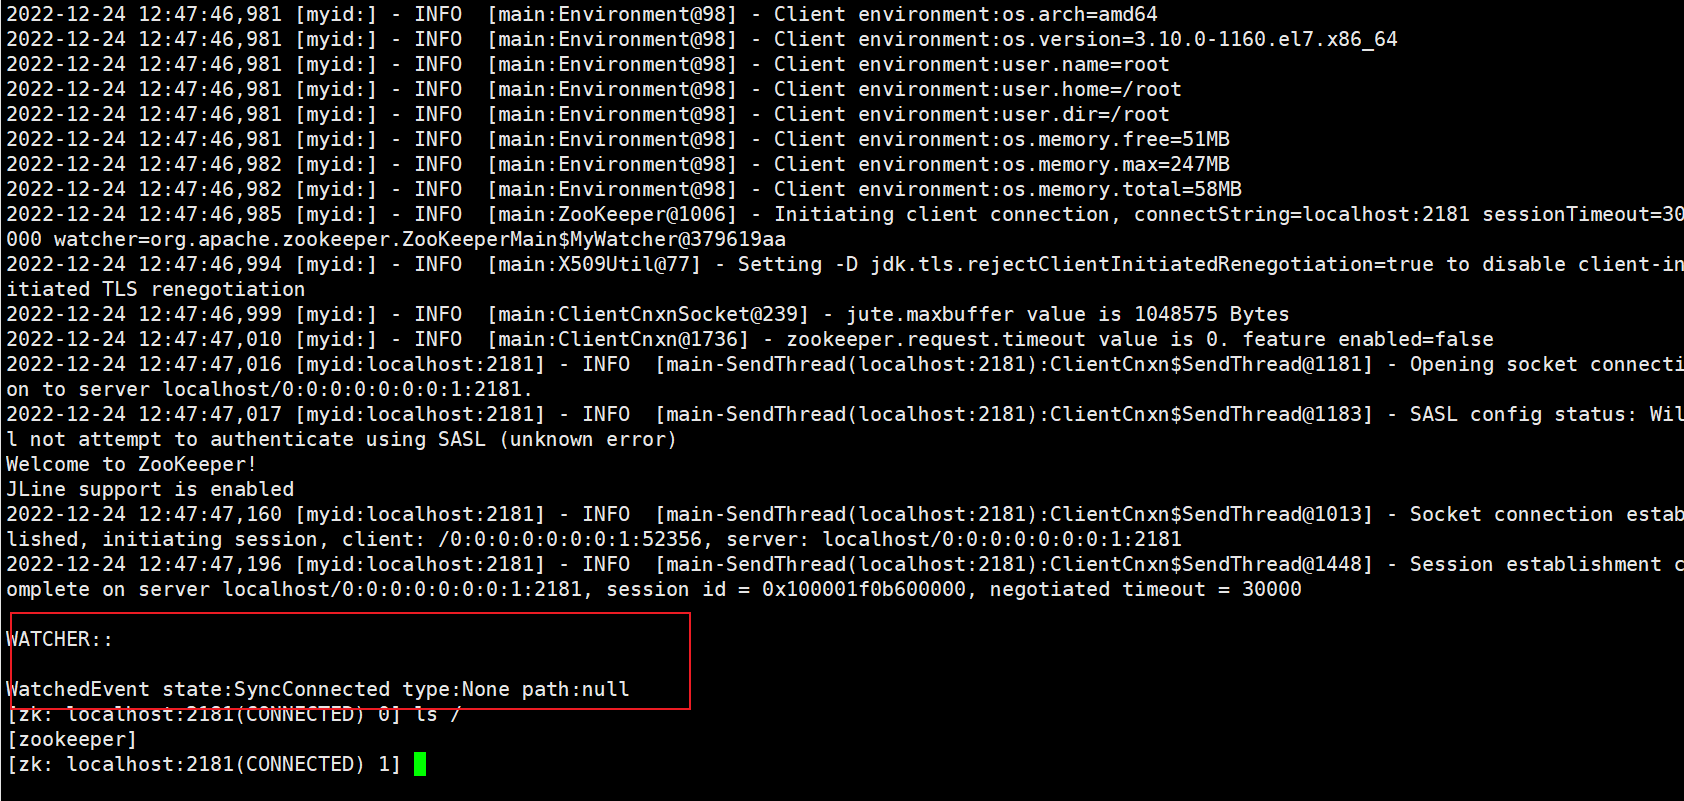 2022-12-24 12:47:46,981 [myid:] - INFO  [main:Environment@98] - Client environment:os.arch=amd64
2022-12-24 12:47:46,981 [myid:] - INFO  [main:Environment@98] - Client environment:os.version=3.10.0-1160.el7.x86_64
2022-12-24 12:47:46,981 [myid:] - INFO  [main:Environment@98] - Client environment:user.name=root
2022-12-24 12:47:46,981 [myid:] - INFO  [main:Environment@98] - Client environment:user.home=/root
2022-12-24 12:47:46,981 [myid:] - INFO  [main:Environment@98] - Client environment:user.dir=/root
2022-12-24 12:47:46,981 [myid:] - INFO  [main:Environment@98] - Client environment:os.memory.free=51MB
2022-12-24 12:47:46,982 [myid:] - INFO  [main:Environment@98] - Client environment:os.memory.max=247MB
2022-12-24 12:47:46,982 [myid:] - INFO  [main:Environment@98] - Client environment:os.memory.total=58MB
2022-12-24 12:47:46,985 [myid:] - INFO  [main:ZooKeeper@1006] - Initiating client connection, connectString=localhost:2181 sessionTimeout=30
000 watcher=org.apache.zookeeper.ZooKeeperMain$MyWatcher@379619aa
2022-12-24 12:47:46,994 [myid:] - INFO  [main:X509Util@77] - Setting -D jdk.tls.rejectClientInitiatedRenegotiation=true to disable client-in
itiated TLS renegotiation
2022-12-24 12:47:46,999 [myid:] - INFO  [main:ClientCnxnSocket@239] - jute.maxbuffer value is 1048575 Bytes
2022-12-24 12:47:47,010 [myid:] - INFO  [main:ClientCnxn@1736] - zookeeper.request.timeout value is 0. feature enabled=false
2022-12-24 12:47:47,016 [myid:localhost:2181] - INFO  [main-SendThread(localhost:2181):ClientCnxn$SendThread@1181] - Opening socket connecti
on to server localhost/0:0:0:0:0:0:0:1:2181.
2022-12-24 12:47:47,017 [myid:localhost:2181] - INFO  [main-SendThread(localhost:2181):ClientCnxn$SendThread@1183] - SASL config status: Wil
l not attempt to authenticate using SASL (unknown error)
Welcome to ZooKeeper!
JLine support is enabled
2022-12-24 12:47:47,160 [myid:localhost:2181] - INFO  [main-SendThread(localhost:2181):ClientCnxn$SendThread@1013] - Socket connection estab
lished, initiating session, client: /0:0:0:0:0:0:0:1:52356, server: localhost/0:0:0:0:0:0:0:1:2181
2022-12-24 12:47:47,196 [myid:localhost:2181] - INFO  [main-SendThread(localhost:2181):ClientCnxn$SendThread@1448] - Session establishment c
omplete on server localhost/0:0:0:0:0:0:0:1:2181, session id = 0x100001f0b600000, negotiated timeout = 30000
WATCHER::
WatchedEvent state:SyncConnected type:None path:null
[zk: localhost:2181(CONNECTED) 0] ls /
[zookeeper]
[zk: localhost:2181(CONNECTED) 1]